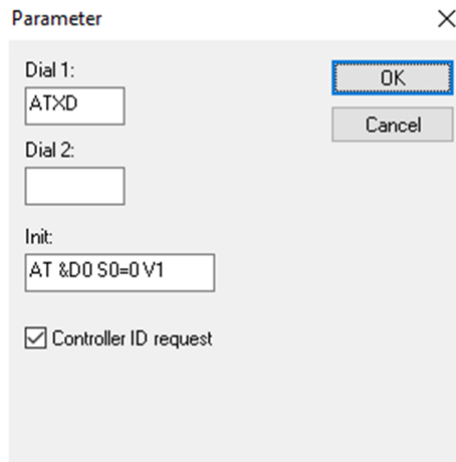 Parameter
Dial 1:
OK
ATXD
Cancel
Dial 2:
Init:
AT &D0 S0=0 V1
Controller ID request